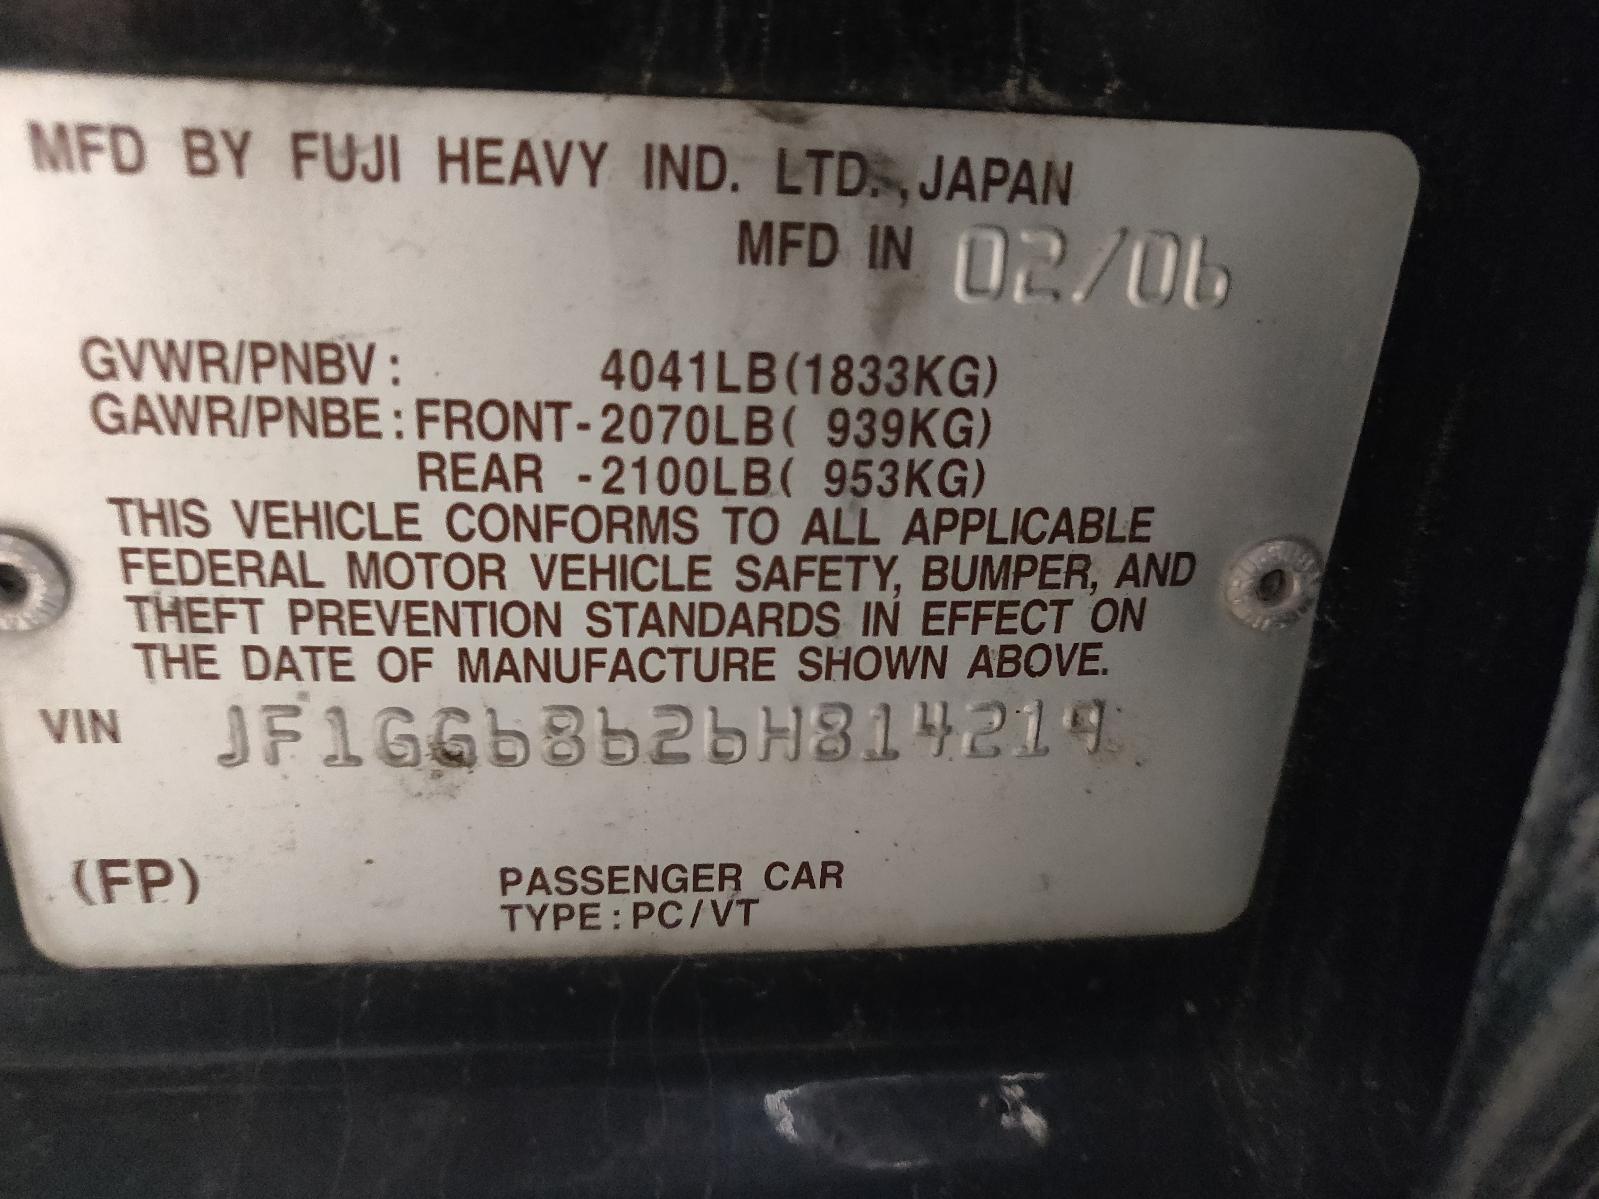 MFD BY FUJI HEAVY IND. LTD.,JAPAN
MFD IN 02/06
GVWR/PNBV: 4041LB(1833KG)
GAWR/PNBE:FRONT-2070LB( 939KG)
REAR -2100LB( 953KG)
THIS VEHICLE CONFORMS TO ALL APPLICABLE
FEDERAL MOTOR VEHICLE SAFETY, BUMPER, AND
THEFT PREVENTION STANDARDS IN EFFECT ON
THE DATE OF MANUFACTURE SHOWN ABOVE.
VIN JF1GG68626H814219
(FP) PASSENGER CAR
TYPE:PC/VT